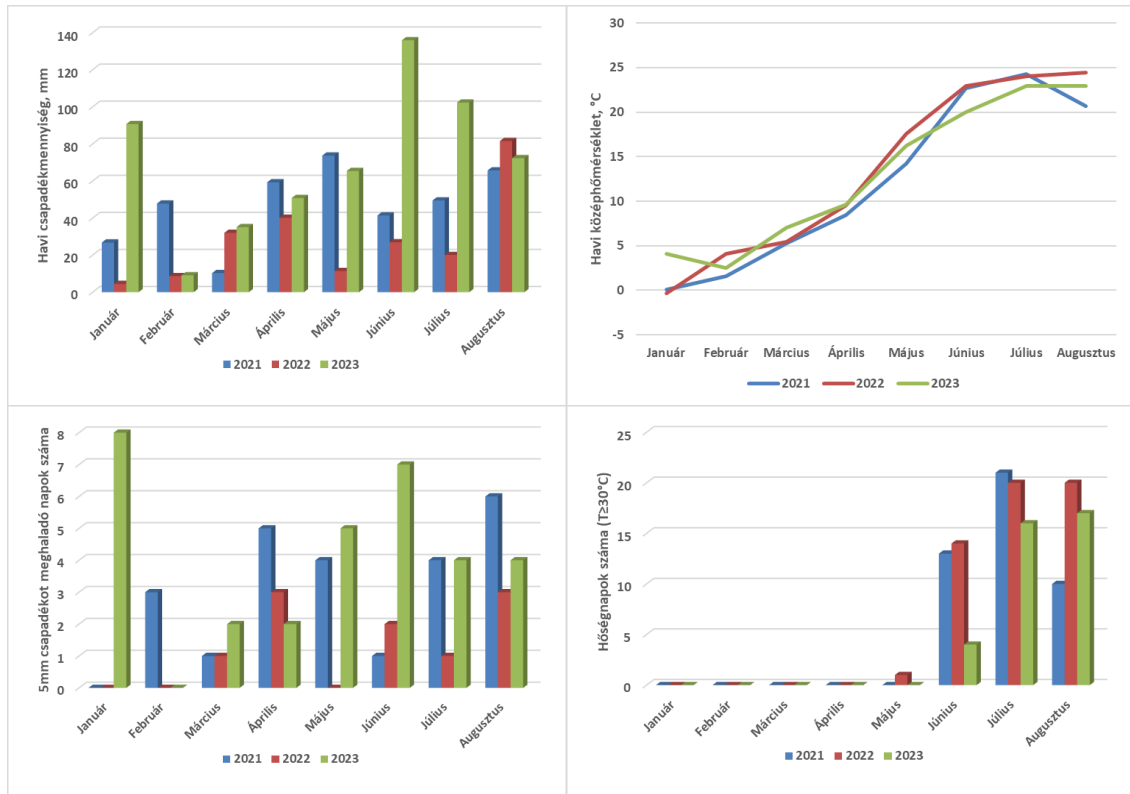 Havi csapadékmennyiség, mm
140
120
100
80
60
40
20
0
Január
Február
Március
Április
Május
Június
Július
Augusztus
2021 2022 2023
Havi középhőmérséklet, °C
30
25
20
15
10
5
0
-5
Január Február Március Április Május Június Július Augusztus
2021 2022 2023
5mm csapadékot meghaladó napok száma
8
7
6
5
4
3
2
1
0
Január
Február
Március
Április
Május
Június
Július
Augusztus
2021 2022 2023
Hőségnapok száma (T≥30°C)
25
20
15
10
5
0
Január
Február
Március
Április
Május
Június
Július
Augusztus
2021 2022 2023